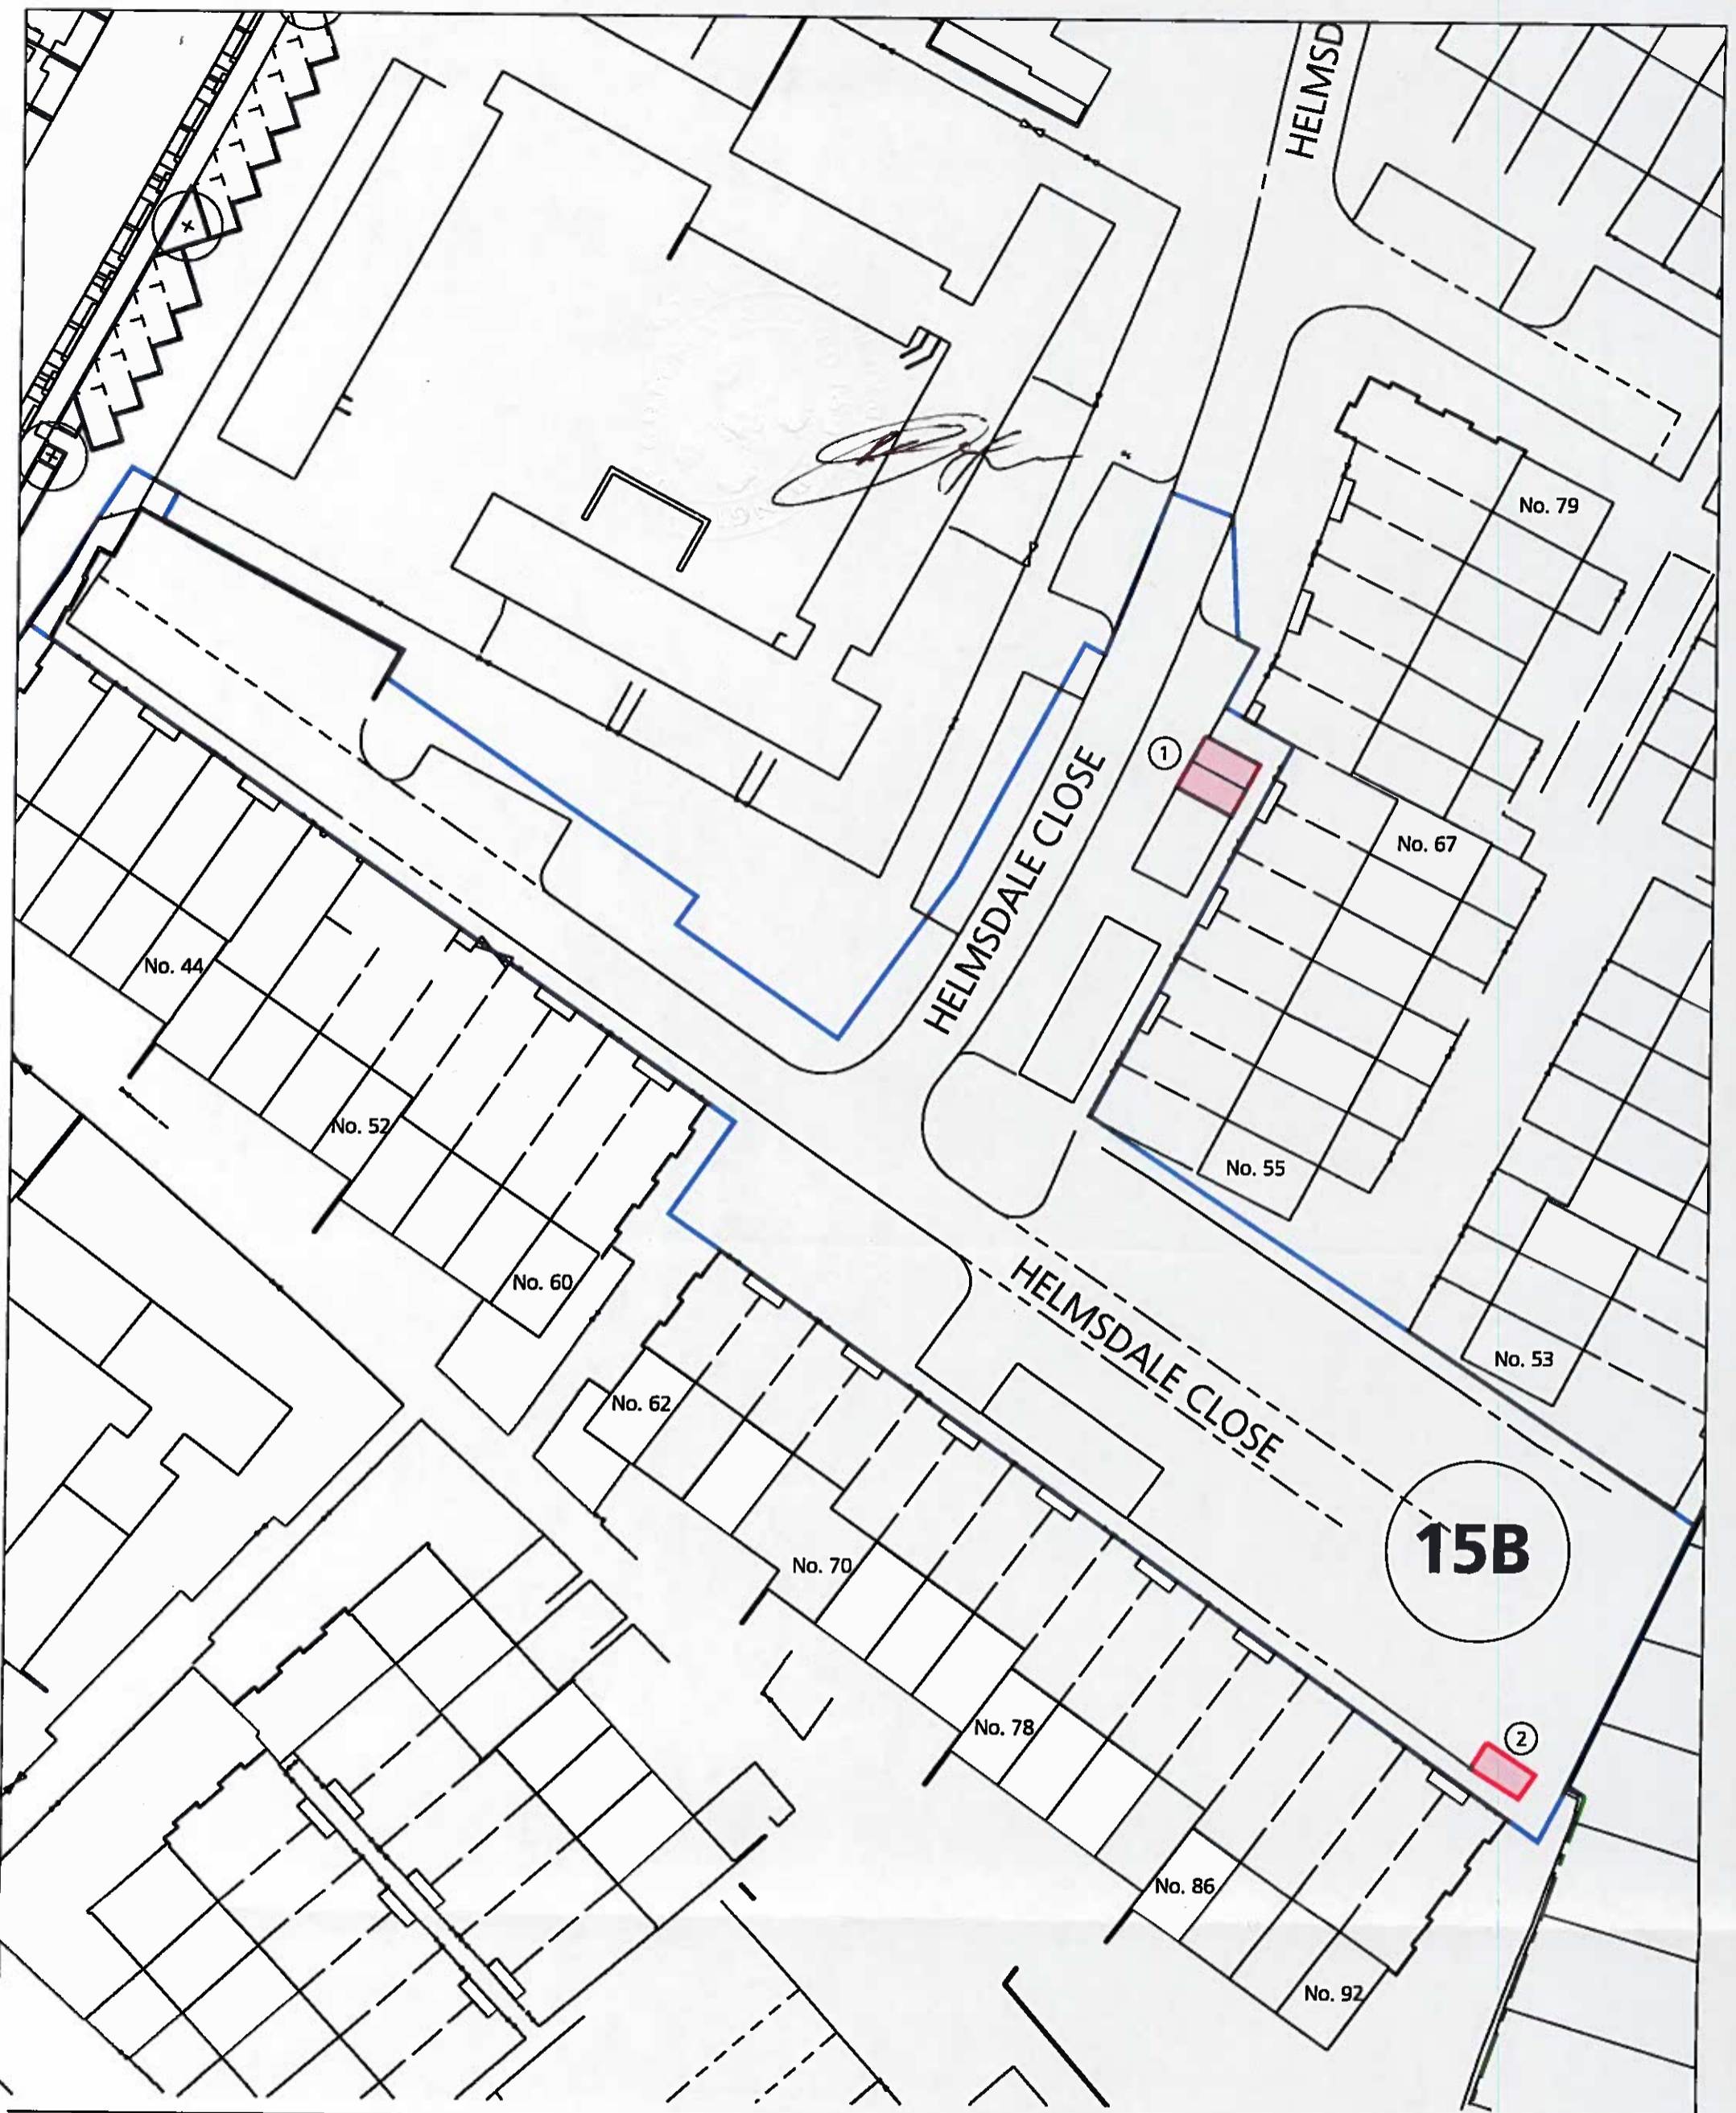 HELMSD
No. 79
①
No. 67
HELMSDALE CLOSE
No. 44
No. 52
No. 55
No. 60
HELMSDALE CLOSE
No. 53
No. 62
15B
No. 70
No. 78
②
No. 86
No. 92